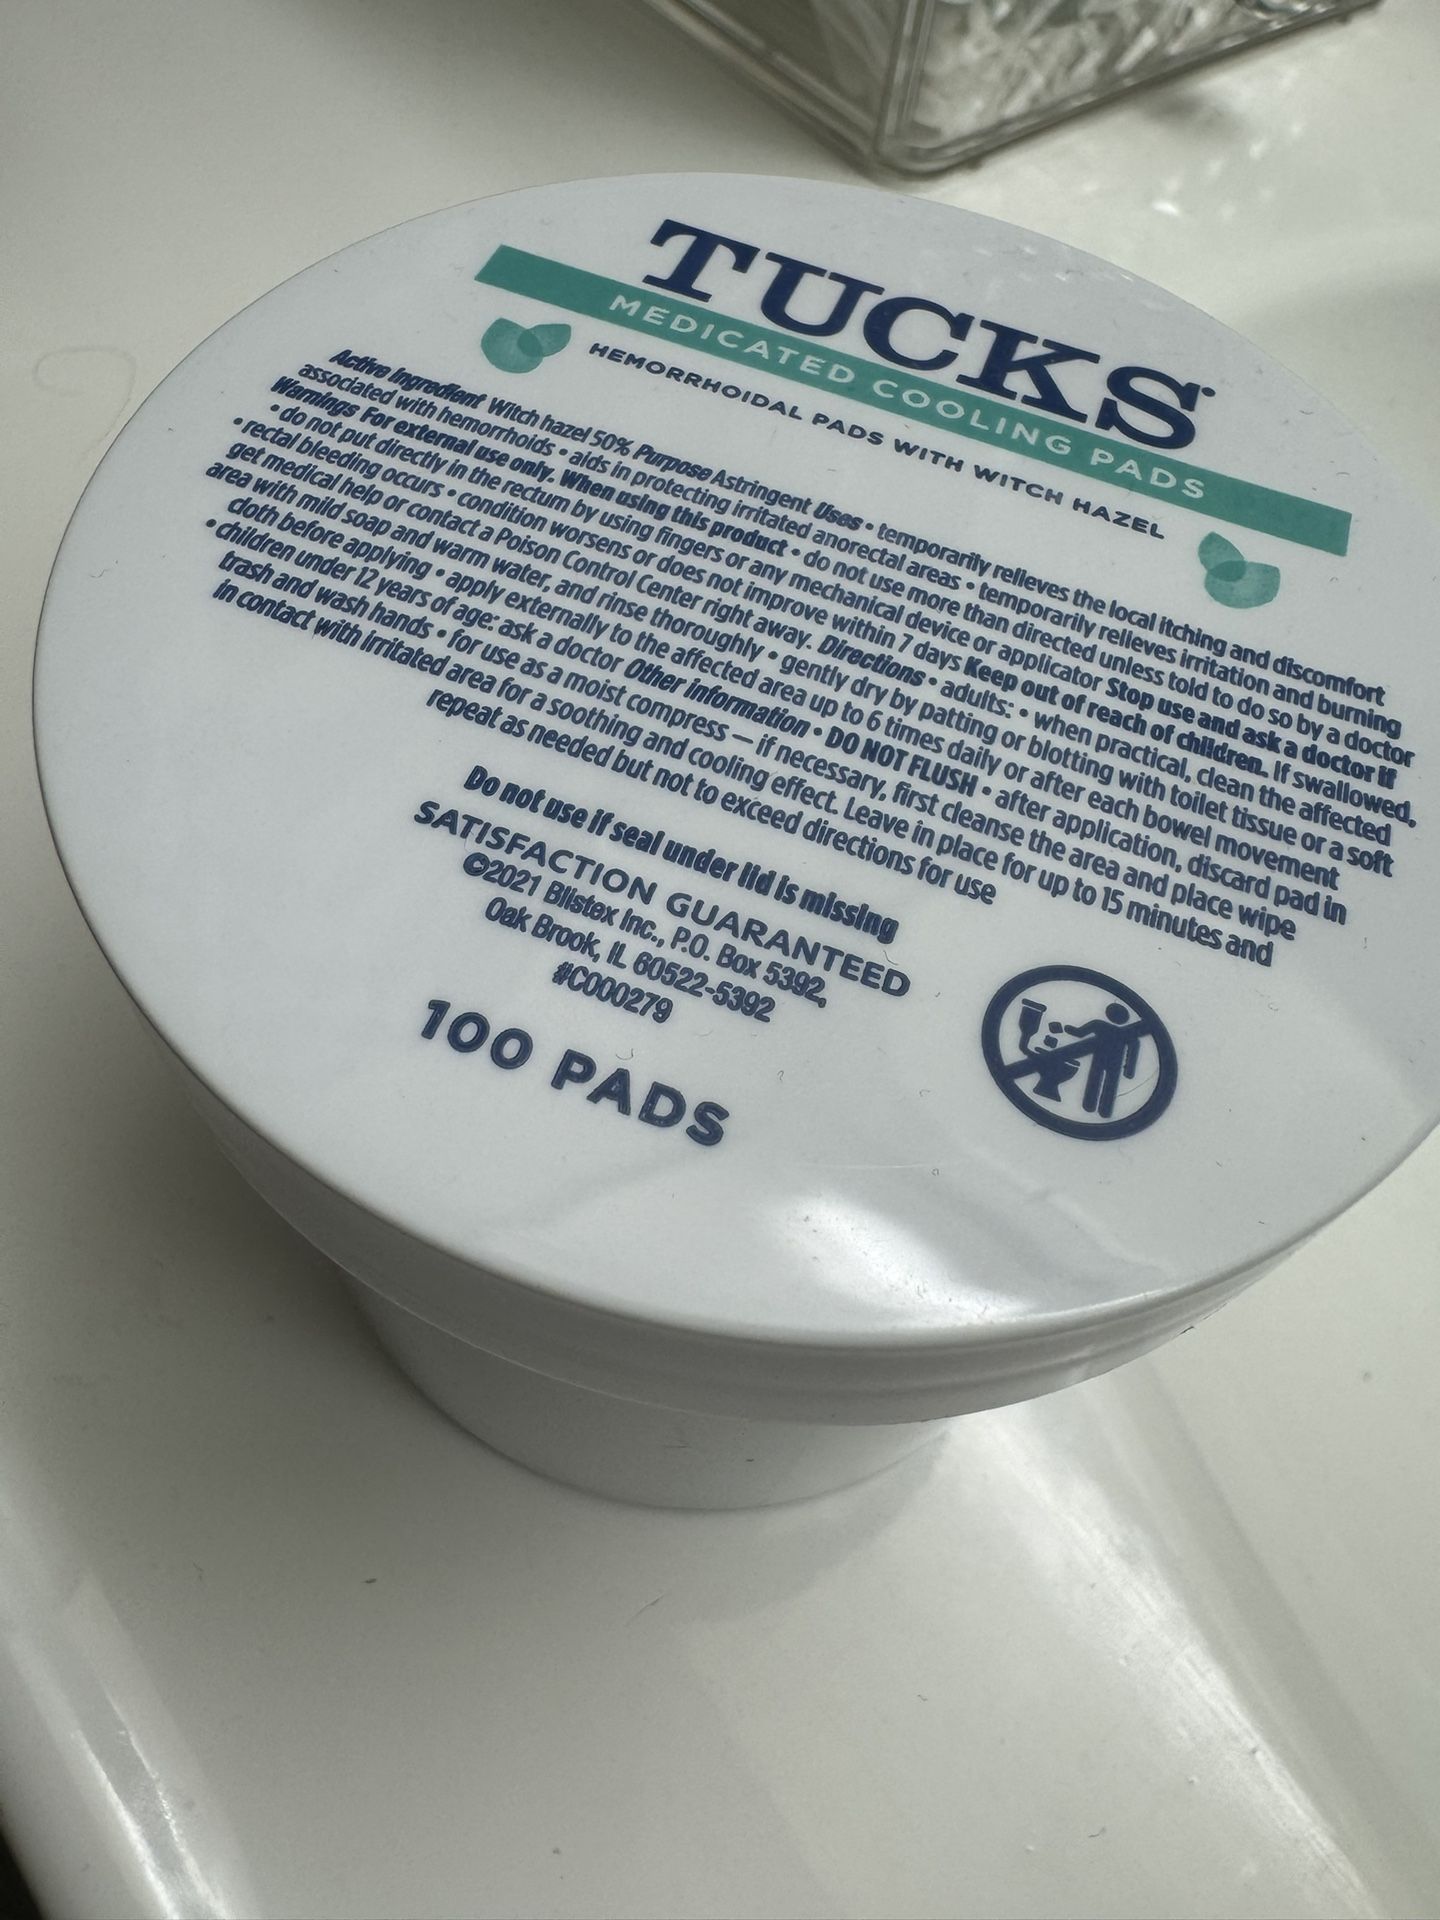 TUCKS
MEDICATED COOLING PADS
HEMORRHOIDAL PADS WITH WITCH HAZEL
Active Ingredient Witch hazel 50% Purpose Astringent Uses • temporarily relieves the local itching and discomfort
associated with hemorrhoids • aids in protecting irritated anorectal areas • temporarily relieves irritation and burning
Warnings For external use only. When using this product • do not use more than directed unless told to do so by a doctor
• do not put directly in the rectum by using fingers or any mechanical device or applicator Stop use and ask a doctor if
• rectal bleeding occurs • condition worsens or does not improve within 7 days Keep out of reach of children. If swallowed,
get medical help or contact a Poison Control Center right away. Directions • adults: • when practical, clean the affected
area with mild soap and warm water, and rinse thoroughly • gently dry by patting or blotting with toilet tissue or a soft
cloth before applying • apply externally to the affected area up to 6 times daily or after each bowel movement
• children under 12 years of age: ask a doctor Other information • DO NOT FLUSH • after application, discard pad in
trash and wash hands • for use as a moist compress — if necessary, first cleanse the area and place wipe
in contact with irritated area for a soothing and cooling effect. Leave in place for up to 15 minutes and
repeat as needed but not to exceed directions for use
Do not use if seal under lid is missing
SATISFACTION GUARANTEED
©2021 Blistex Inc., P.O. Box 5392,
Oak Brook, IL 60522-5392
#C000279
100 PADS